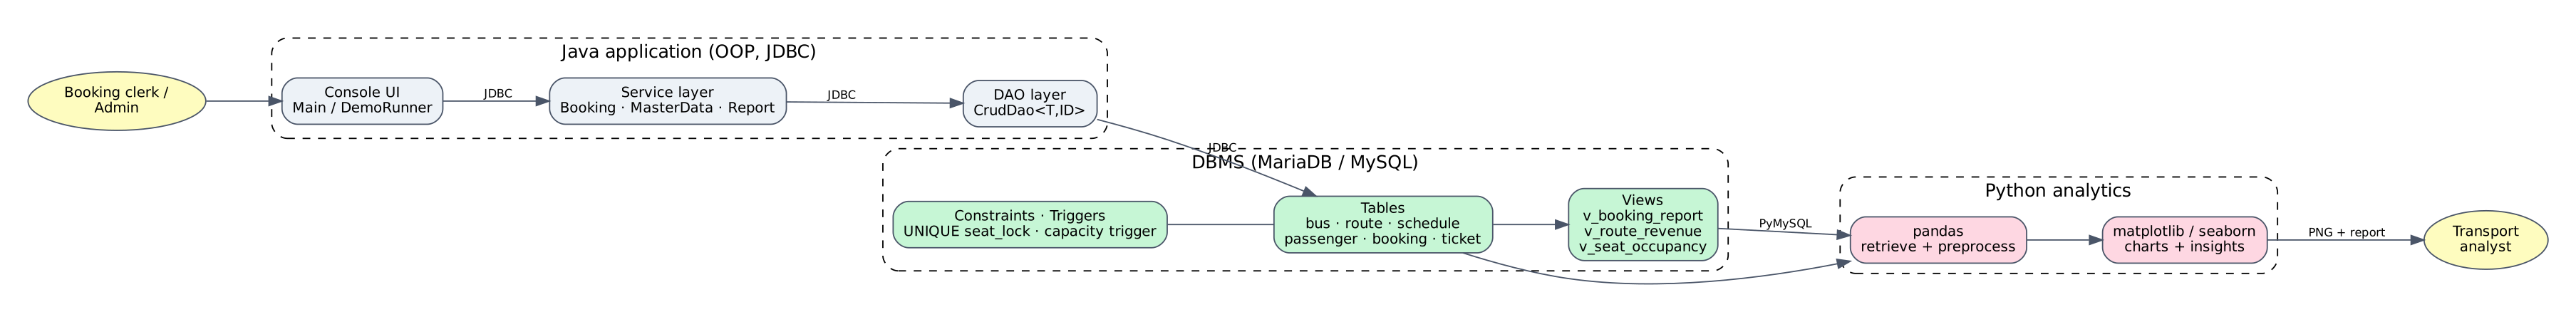 Java application (OOP, JDBC)
Booking clerk /
Admin
Console UI
Main / DemoRunner
JDBC
Service layer
Booking · MasterData · Report
JDBC
DAO layer
CrudDao<T,ID>
JDBC
DBMS (MariaDB / MySQL)
Constraints · Triggers
UNIQUE seat_lock · capacity trigger
Tables
bus · route · schedule
passenger · booking · ticket
Views
v_booking_report
v_route_revenue
v_seat_occupancy
PyMySQL
Python analytics
pandas
retrieve + preprocess
matplotlib / seaborn
charts + insights
PNG + report
Transport
analyst